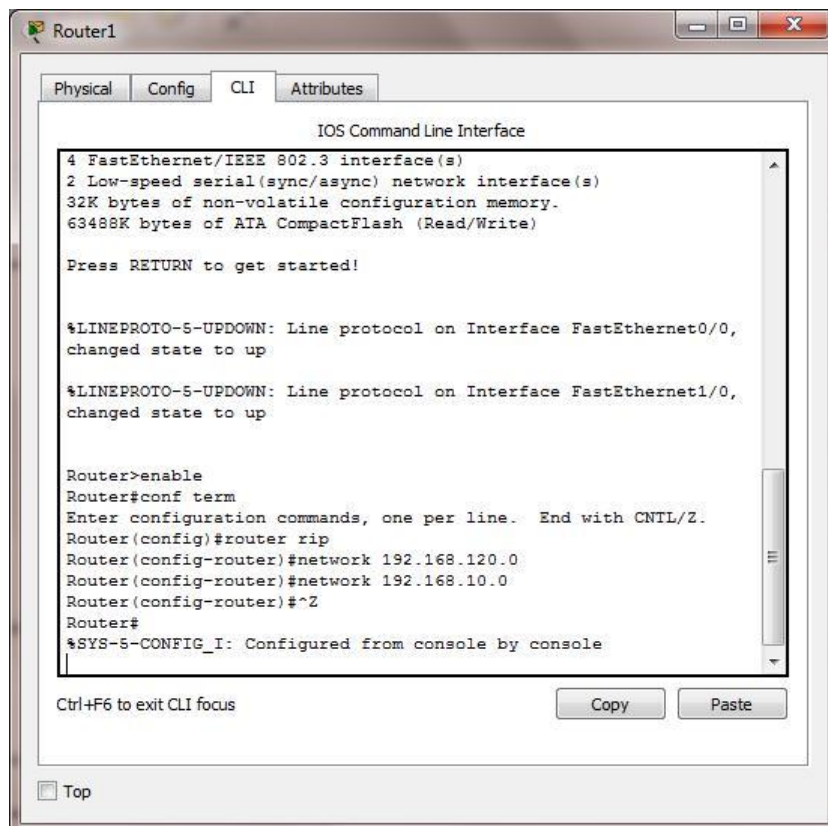 Router1
Physical Config CLI Attributes
IOS Command Line Interface
4 FastEthernet/IEEE 802.3 interface(s)
2 Low-speed serial(sync/async) network interface(s)
32K bytes of non-volatile configuration memory.
63488K bytes of ATA CompactFlash (Read/Write)
Press RETURN to get started!
%LINEPROTO-5-UPDOWN: Line protocol on Interface FastEthernet0/0,
changed state to up
%LINEPROTO-5-UPDOWN: Line protocol on Interface FastEthernet1/0,
changed state to up
Router>enable
Router#conf term
Enter configuration commands, one per line.  End with CNTL/Z.
Router(config)#router rip
Router(config-router)#network 192.168.120.0
Router(config-router)#network 192.168.10.0
Router(config-router)#^Z
Router#
%SYS-5-CONFIG_I: Configured from console by console
Ctrl+F6 to exit CLI focus Copy Paste
Top